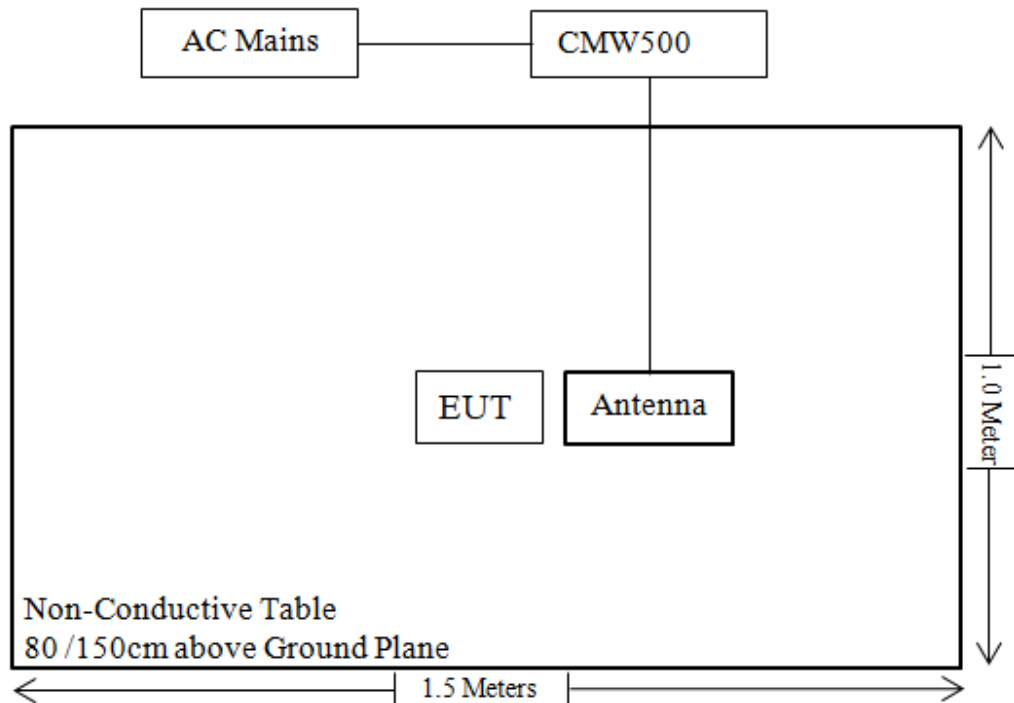 AC Mains
CMW500
EUT
Antenna
1.0 Meter
Non-Conductive Table
80 /150cm above Ground Plane
1.5 Meters